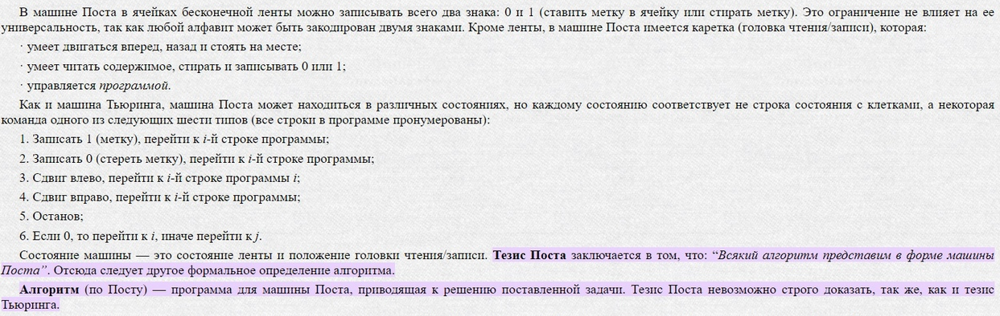 В машине Поста в ячейках бесконечной ленты можно записывать всего два знака: 0 и 1 (ставить метку в ячейку или стирать метку). Это ограничение не влияет на ее
универсальность, так как любой алфавит может быть закодирован двумя знаками. Кроме ленты, в машине Поста имеется каретка (головка чтения/записи), которая:
· умеет двигаться вперед, назад и стоять на месте;
· умеет читать содержимое, стирать и записывать 0 или 1;
· управляется программой.
Как и машина Тьюринга, машина Поста может находиться в различных состояниях, но каждому состоянию соответствует не строка состояния с клетками, а некоторая
команда одного из следующих шести типов (все строки в программе пронумерованы):
1. Записать 1 (метку), перейти к i-й строке программы;
2. Записать 0 (стереть метку), перейти к i-й строке программы;
3. Сдвиг влево, перейти к i-й строке программы i;
4. Сдвиг вправо, перейти к i-й строке программы;
5. Останов;
6. Если 0, то перейти к i, иначе перейти к j.
Состояние машины — это состояние ленты и положение головки чтения/записи. Тезис Поста заключается в том, что: “Всякий алгоритм представим в форме машины
Поста”. Отсюда следует другое формальное определение алгоритма.
Алгоритм (по Посту) — программа для машины Поста, приводящая к решению поставленной задачи. Тезис Поста невозможно строго доказать, так же, как и тезис
Тьюринга.